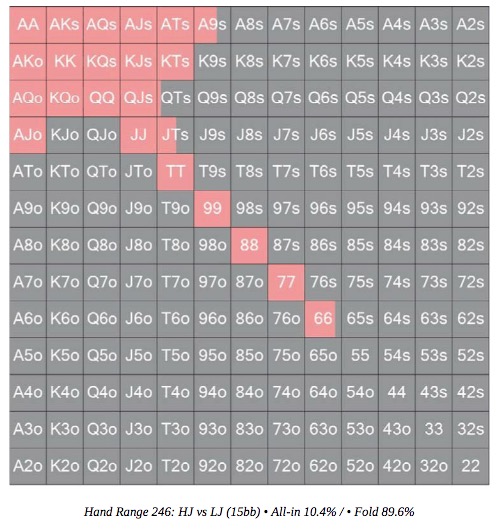 AA AKs AQs AJs ATs A9s A8s A7s A6s A5s A4s A3s A2s
AKo KK KQs KJs KTs K9s K8s K7s K6s K5s K4s K3s K2s
AQo KQo QQ QJs QTs Q9s Q8s Q7s Q6s Q5s Q4s Q3s Q2s
AJo KJo QJo JJ JTs J9s J8s J7s J6s J5s J4s J3s J2s
ATo KTo QTo JTo TT T9s T8s T7s T6s T5s T4s T3s T2s
A9o K9o Q9o J9o T9o 99 98s 97s 96s 95s 94s 93s 92s
A8o K8o Q8o J8o T8o 98o 88 87s 86s 85s 84s 83s 82s
A7o K7o Q7o J7o T7o 97o 87o 77 76s 75s 74s 73s 72s
A6o K6o Q6o J6o T6o 96o 86o 76o 66 65s 64s 63s 62s
A5o K5o Q5o J5o T5o 95o 85o 75o 65o 55 54s 53s 52s
A4o K4o Q4o J4o T4o 94o 84o 74o 64o 54o 44 43s 42s
A3o K3o Q3o J3o T3o 93o 83o 73o 63o 53o 43o 33 32s
A2o K2o Q2o J2o T2o 92o 82o 72o 62o 52o 42o 32o 22
Hand Range 246: HJ vs LJ (15bb) • All-in 10.4% / • Fold 89.6%